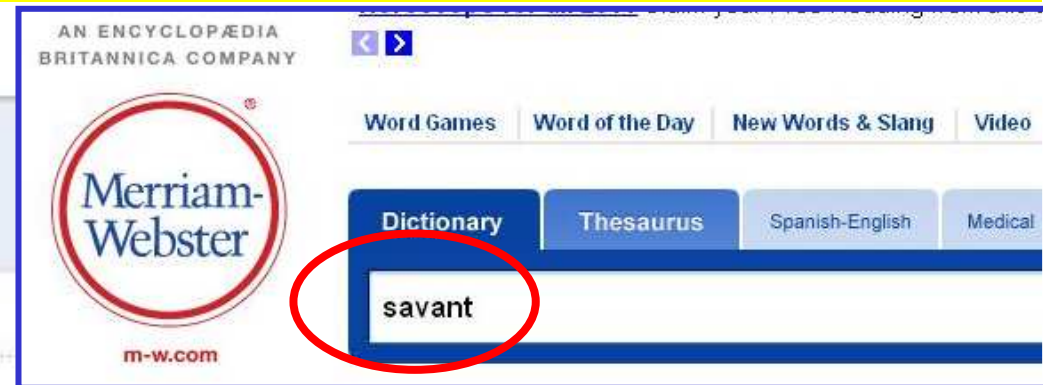 AN ENCYCLOPÆDIA
BRITANNICA COMPANY
Merriam-
Webster
®
m-w.com
Word Games
Word of the Day
New Words & Slang
Video
Dictionary
Thesaurus
Spanish-English
Medical
savant